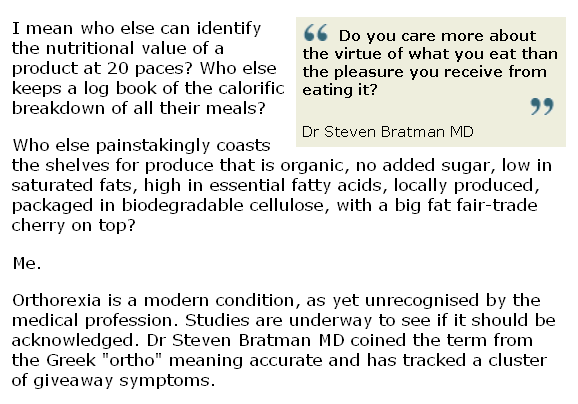 I mean who else can identify
the nutritional value of a
product at 20 paces? Who else
keeps a log book of the calorific
breakdown of all their meals?
“ Do you care more about
the virtue of what you eat than
the pleasure you receive from
eating it?
”
Dr Steven Bratman MD
Who else painstakingly coasts
the shelves for produce that is organic, no added sugar, low in
saturated fats, high in essential fatty acids, locally produced,
packaged in biodegradable cellulose, with a big fat fair-trade
cherry on top?
Me.
Orthorexia is a modern condition, as yet unrecognised by the
medical profession. Studies are underway to see if it should be
acknowledged. Dr Steven Bratman MD coined the term from
the Greek "ortho" meaning accurate and has tracked a cluster
of giveaway symptoms.